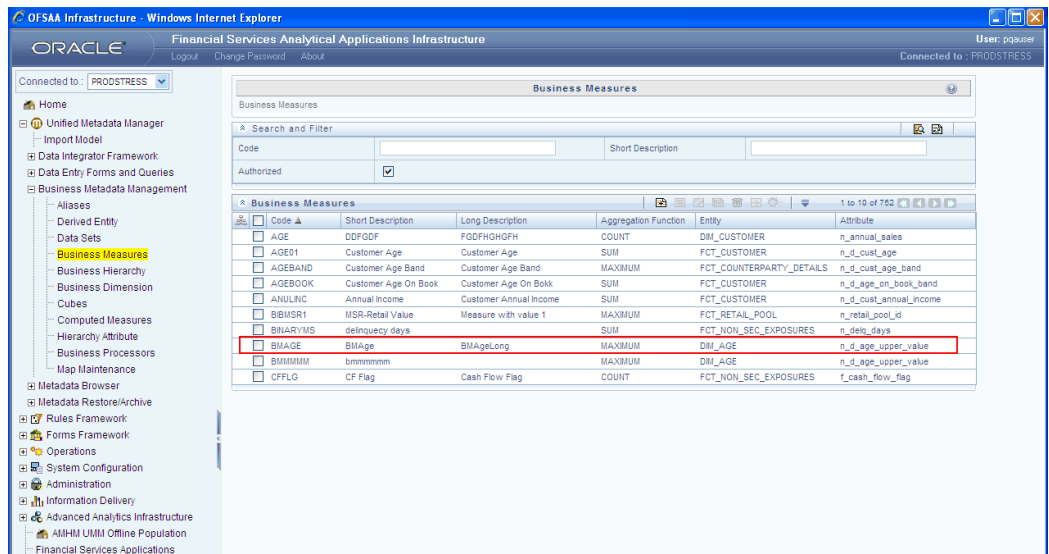 OFSAA Infrastructure - Windows Internet Explorer
ORACLE
Financial Services Analytical Applications Infrastructure
User: pqauser
Logout Change Password About
Connected to : PRODSTRESS
Connected to : PRODSTRESS
Home
Unified Metadata Manager
Import Model
Data Integrator Framework
Data Entry Forms and Queries
Business Metadata Management
Aliases
Derived Entity
Data Sets
Business Measures
Business Hierarchy
Business Dimension
Cubes
Computed Measures
Hierarchy Attribute
Business Processors
Map Maintenance
Metadata Browser
Metadata Restore/Archive
Rules Framework
Forms Framework
Operations
System Configuration
Administration
Information Delivery
Advanced Analytics Infrastructure
AMHM UMM Offline Population
Financial Services Applications
Business Measures
Business Measures
Search and Filter
Code Short Description
Authorized
Business Measures 1 to 10 of 752
Code Short Description Long Description Aggregation Function Entity Attribute
AGE DDFGDF FGDFHGHGFH COUNT DIM_CUSTOMER n_annual_sales
AGE01 Customer Age Customer Age SUM FCT_CUSTOMER n_d_cust_age
AGEBAND Customer Age Band Customer Age Band MAXIMUM FCT_COUNTERPARTY_DETAILS n_d_cust_age_band
AGEBOOK Customer Age On Book Customer Age On Bokk SUM FCT_CUSTOMER n_d_age_on_book_band
ANULINC Annual Income Customer Annual Income SUM FCT_CUSTOMER n_d_cust_annual_income
BIBMSR1 MSR-Retail Value Measure with value 1 MAXIMUM FCT_RETAIL_POOL n_retail_pool_id
BINARYMS delinquecy days SUM FCT_NON_SEC_EXPOSURES n_delq_days
BMAGE BMAge BMAgeLong MAXIMUM DIM_AGE n_d_age_upper_value
BMMMMM bmmmmmm MAXIMUM DIM_AGE n_d_age_upper_value
CFFLG CF Flag Cash Flow Flag COUNT FCT_NON_SEC_EXPOSURES f_cash_flow_flag